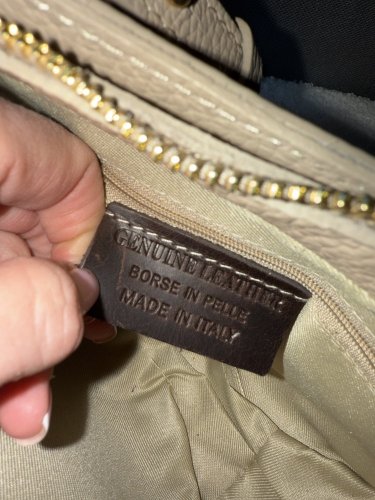 GENUINE LEATHER
BORSE IN PELLE
MADE IN ITALY